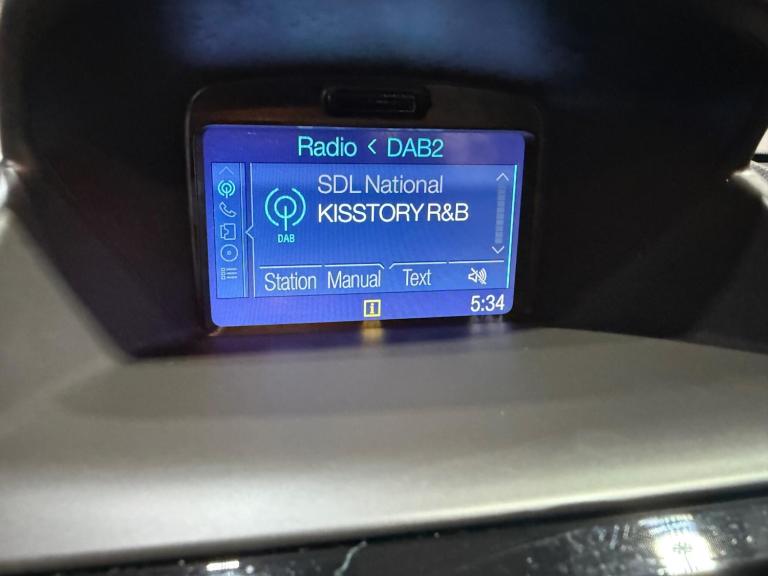 Radio < DAB2
SDL National
KISSTORY R&B
DAB
Station Manual Text
5:34